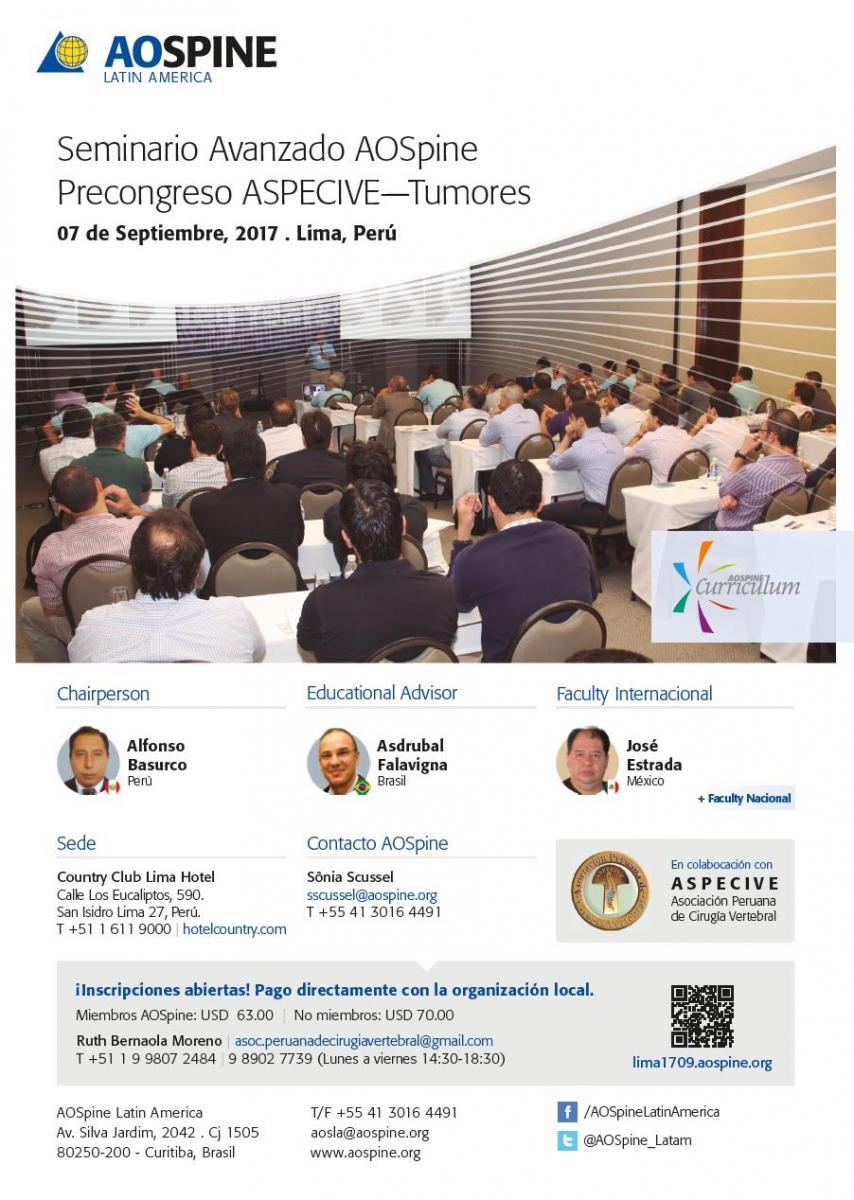 AOSPINE
LATIN AMERICA
Seminario Avanzado AOSpine
Precongreso ASPECIVE—Tumores
07 de Septiembre, 2017 . Lima, Perú
AOSPINE
Curriculum
Chairperson
Alfonso
Basurco
Perú
Educational Advisor
Asdrubal
Falavigna
Brasil
Faculty Internacional
José
Estrada
México
+ Faculty Nacional
Sede
Country Club Lima Hotel
Calle Los Eucaliptos, 590.
San Isidro Lima 27, Perú.
T +51 1 611 9000 | hotelcountry.com
Contacto AOSpine
Sônia Scussel
sscussel@aospine.org
T +55 41 3016 4491
En colaboración con
ASPECIVE
Asociación Peruana
de Cirugía Vertebral
¡Inscripciones abiertas! Pago directamente con la organización local.
Miembros AOSpine: USD 63.00 | No miembros: USD 70.00
Ruth Bernaola Moreno | asoc.peruanadecirugiavertebral@gmail.com
T +51 1 9 9807 2484 | 9 8902 7739 (Lunes a viernes 14:30-18:30)
lima1709.aospine.org
AOSpine Latin America
Av. Silva Jardim, 2042 . Cj 1505
80250-200 - Curitiba, Brasil
T/F +55 41 3016 4491
aosla@aospine.org
www.aospine.org
/AOSpineLatinAmerica
@AOSpine_Latam